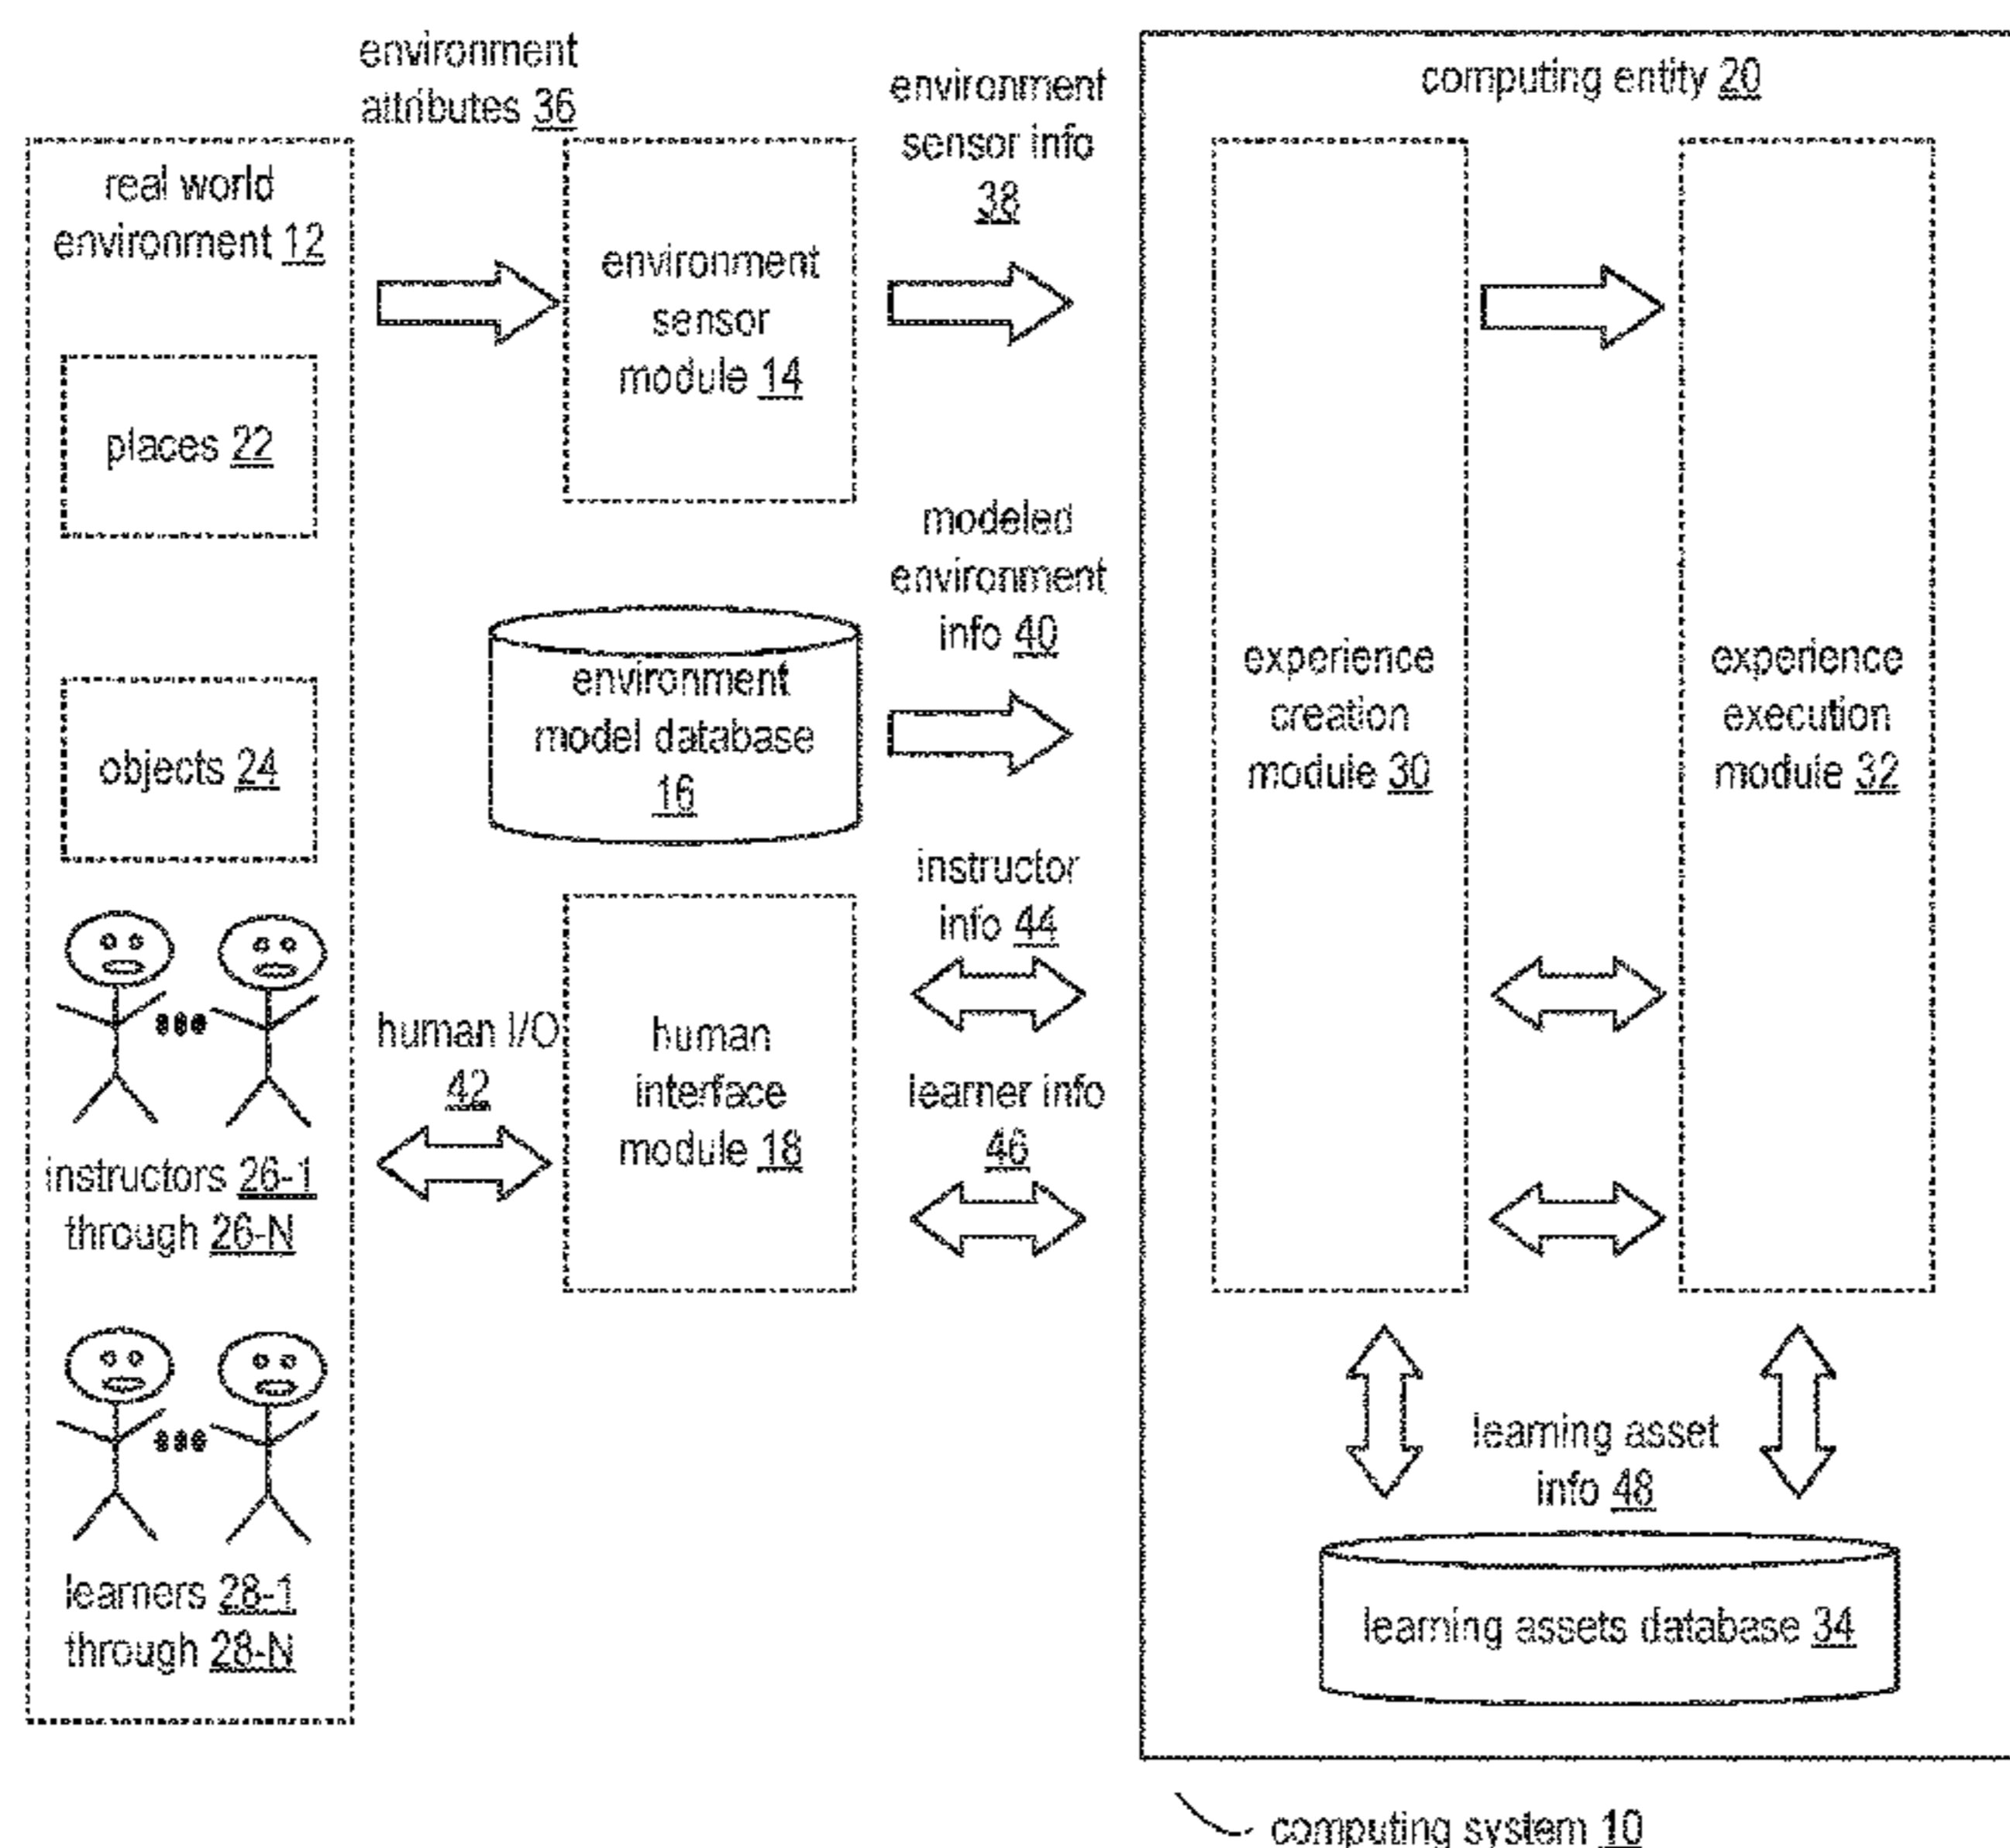 environment
attributes 36
environment
sensor info
38
computing entity 20
real world
environment 12
environment
sensor
module 14
places 22
modeled
environment
info 40
environment
model database
16
experience
creation
module 30
experience
execution
module 32
objects 24
instructor
info 44
human I/O
42
human
interface
module 18
learner info
46
instructors 26-1
through 26-N
learning asset
info 48
learners 28-1
through 28-N
learning assets database 34
computing system 10